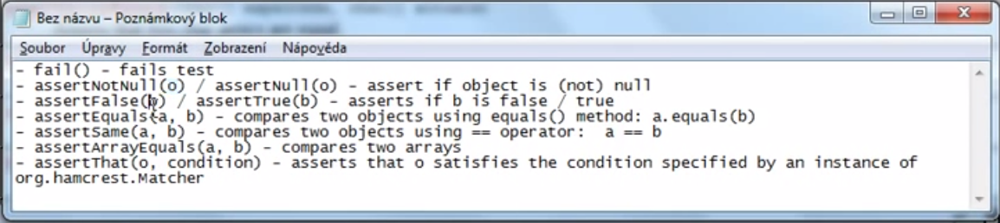 Bez názvu – Poznámkový blok
Soubor Úpravy Formát Zobrazení Nápověda
- fail() - fails test
- assertNotNull(o) / assertNull(o) - assert if object is (not) null
- assertFalse(b) / assertTrue(b) - asserts if b is false / true
- assertEquals(a, b) - compares two objects using equals() method: a.equals(b)
- assertSame(a, b) - compares two objects using == operator:  a == b
- assertArrayEquals(a, b) - compares two arrays
- assertThat(o, condition) - asserts that o satisfies the condition specified by an instance of
org.hamcrest.Matcher